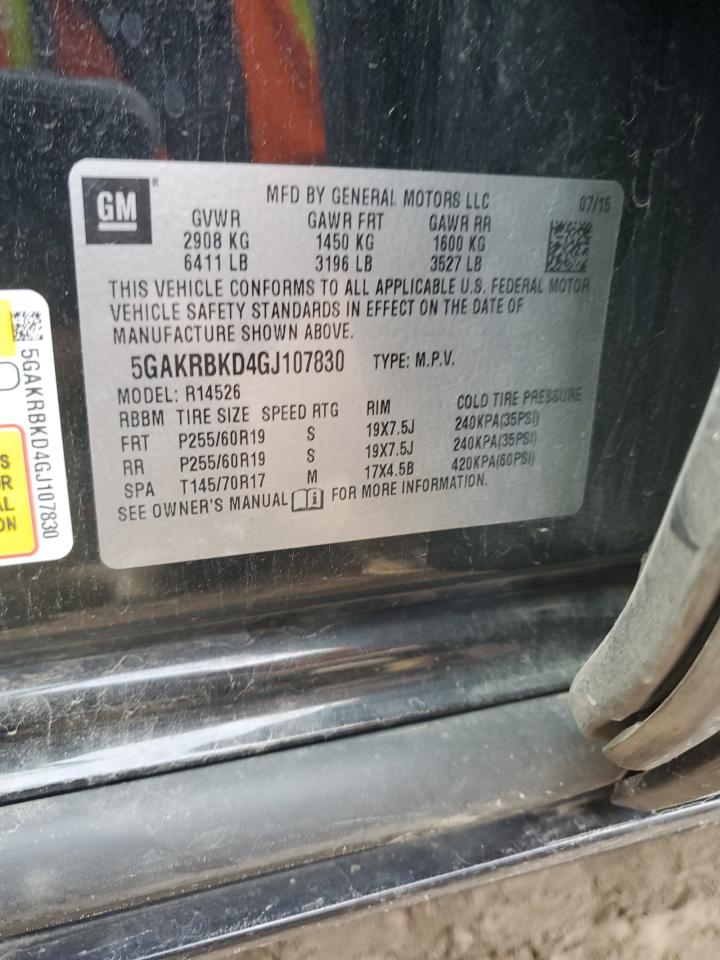 GM®
MFD BY GENERAL MOTORS LLC 07/15
GVWR GAWR FRT GAWR RR
2908 KG 1450 KG 1600 KG
6411 LB 3196 LB 3527 LB
THIS VEHICLE CONFORMS TO ALL APPLICABLE U.S. FEDERAL MOTOR
VEHICLE SAFETY STANDARDS IN EFFECT ON THE DATE OF
MANUFACTURE SHOWN ABOVE.
5GAKRBKD4GJ107830 TYPE: M.P.V.
MODEL: R14526
RBBM TIRE SIZE SPEED RTG RIM COLD TIRE PRESSURE
FRT P255/60R19 S 19X7.5J 240KPA(35PSI)
RR P255/60R19 S 19X7.5J 240KPA(35PSI)
SPA T145/70R17 M 17X4.5B 420KPA(60PSI)
SEE OWNER'S MANUAL i FOR MORE INFORMATION.
5GAKRBKD4GJ107830